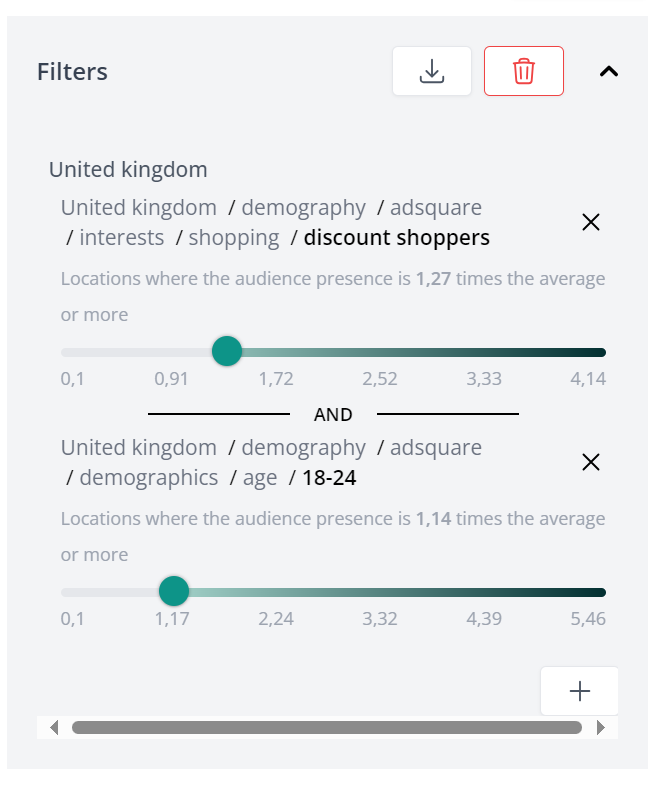 Filters
United kingdom
United kingdom / demography / adsquare
/ interests / shopping / discount shoppers
Locations where the audience presence is 1,27 times the average
or more
0,1 0,91 1,72 2,52 3,33 4,14
AND
United kingdom / demography / adsquare
/ demographics / age / 18-24
Locations where the audience presence is 1,14 times the average
or more
0,1 1,17 2,24 3,32 4,39 5,46